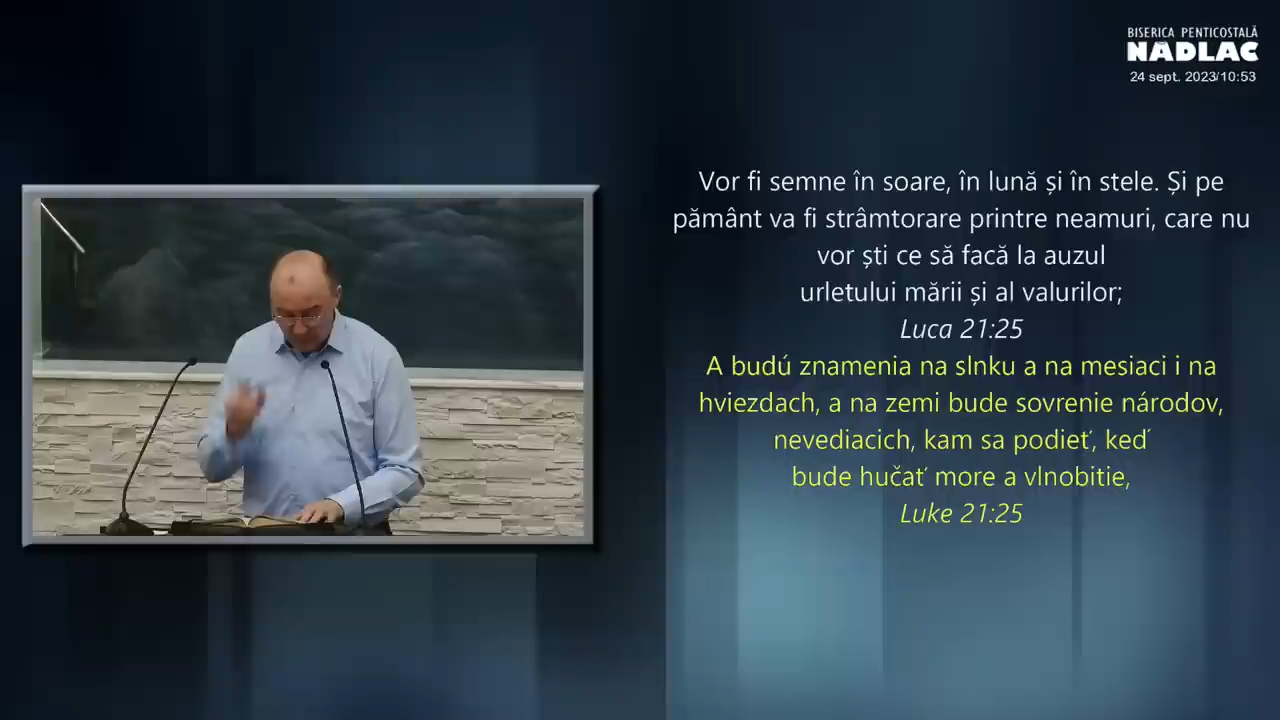 BISERICA PENTICOSTALĂ
NĂDLAC
24 sept. 2023/10:53
Vor fi semne în soare, în lună și în stele. Și pe
pământ va fi strâmtorare printre neamuri, care nu
vor ști ce să facă la auzul
urletului mării și al valurilor;
Luca 21:25
A budú znamenia na slnku a na mesiaci i na
hviezdach, a na zemi bude sovrenie národov,
nevediacich, kam sa podieť, keď
bude hučať more a vlnobitie,
Luke 21:25